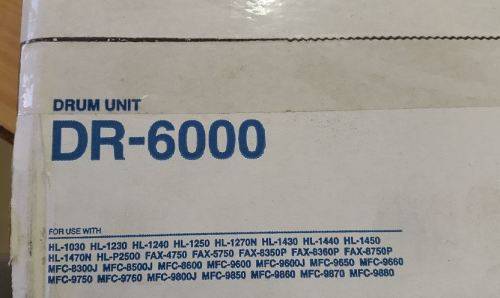 DRUM UNIT
DR-6000
FOR USE WITH
HL-1030 HL-1230 HL-1240 HL-1250 HL-1270N HL-1430 HL-1440 HL-1450
HL-1470N HL-P2500 FAX-4750 FAX-5750 FAX-8350P FAX-8360P FAX-8750P
MFC-8300J MFC-8500J MFC-8600 MFC-9600 MFC-9600J MFC-9650 MFC-9660
MFC-9750 MFC-9760 MFC-9800J MFC-9850 MFC-9860 MFC-9870 MFC-9880